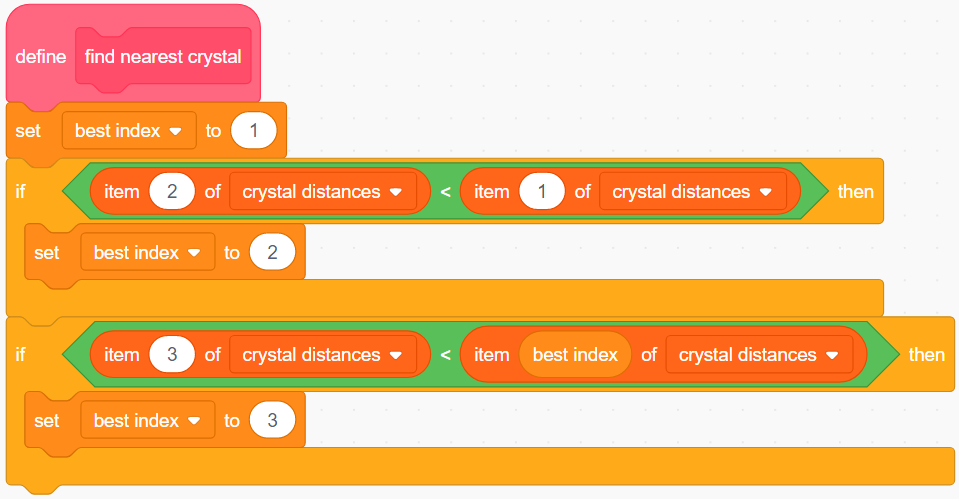 define find nearest crystal
set best index to 1
if item 2 of crystal distances < item 1 of crystal distances then
set best index to 2
if item 3 of crystal distances < item best index of crystal distances then
set best index to 3